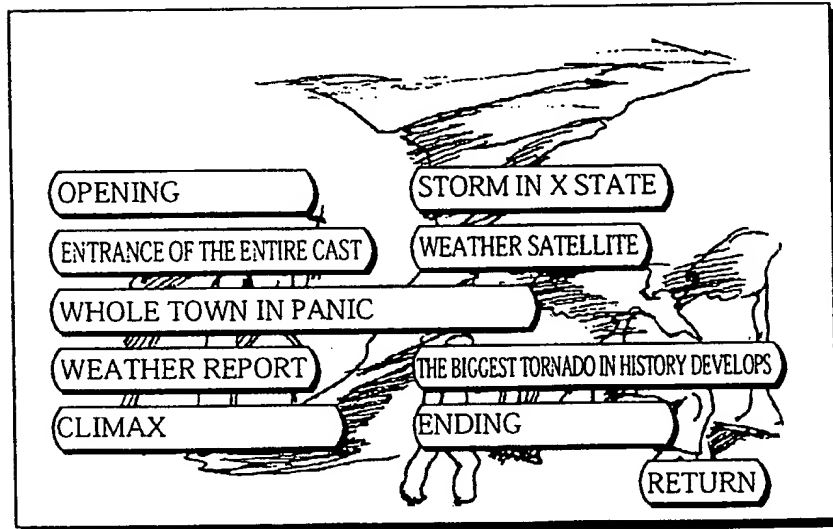 OPENING
STORM IN X STATE
ENTRANCE OF THE ENTIRE CAST
WEATHER SATELLITE
WHOLE TOWN IN PANIC
WEATHER REPORT
THE BIGGEST TORNADO IN HISTORY DEVELOPS
CLIMAX
ENDING
RETURN